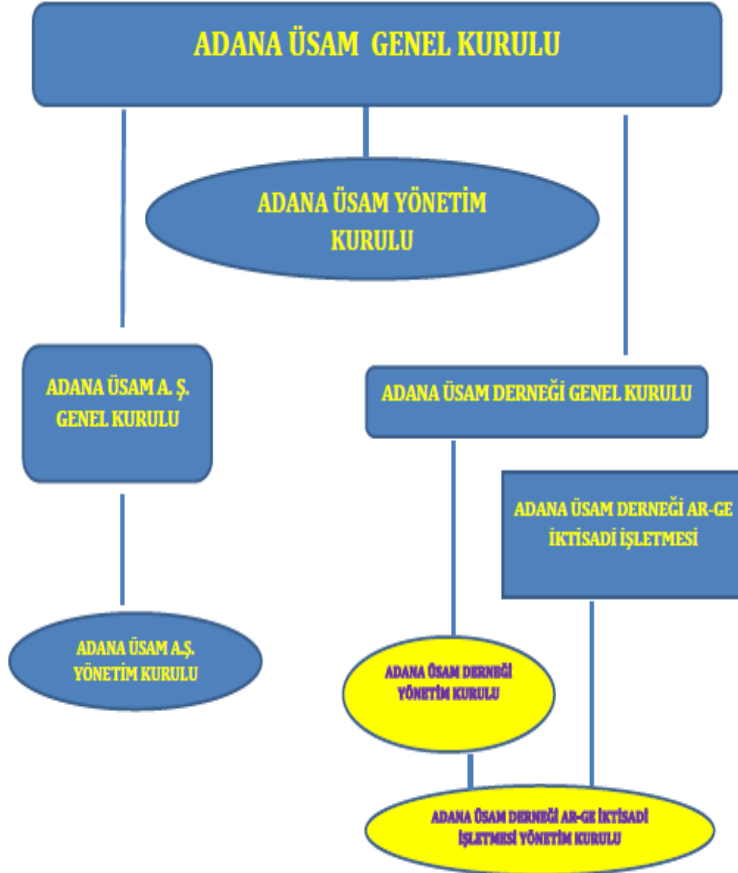 ADANA ÜSAM GENEL KURULU
ADANA ÜSAM YÖNETİM
KURULU
ADANA ÜSAM A. Ş.
GENEL KURULU
ADANA ÜSAM DERNEĞİ GENEL KURULU
ADANA ÜSAM DERNEĞİ AR-GE
İKTİSADİ İŞLETMESİ
ADANA ÜSAM A.Ş.
YÖNETİM KURULU
ADANA ÜSAM DERNEĞİ
YÖNETİM KURULU
ADANA ÜSAM DERNEĞİ AR-GE İKTİSADİ
İŞLETMESİ YÖNETİM KURULU